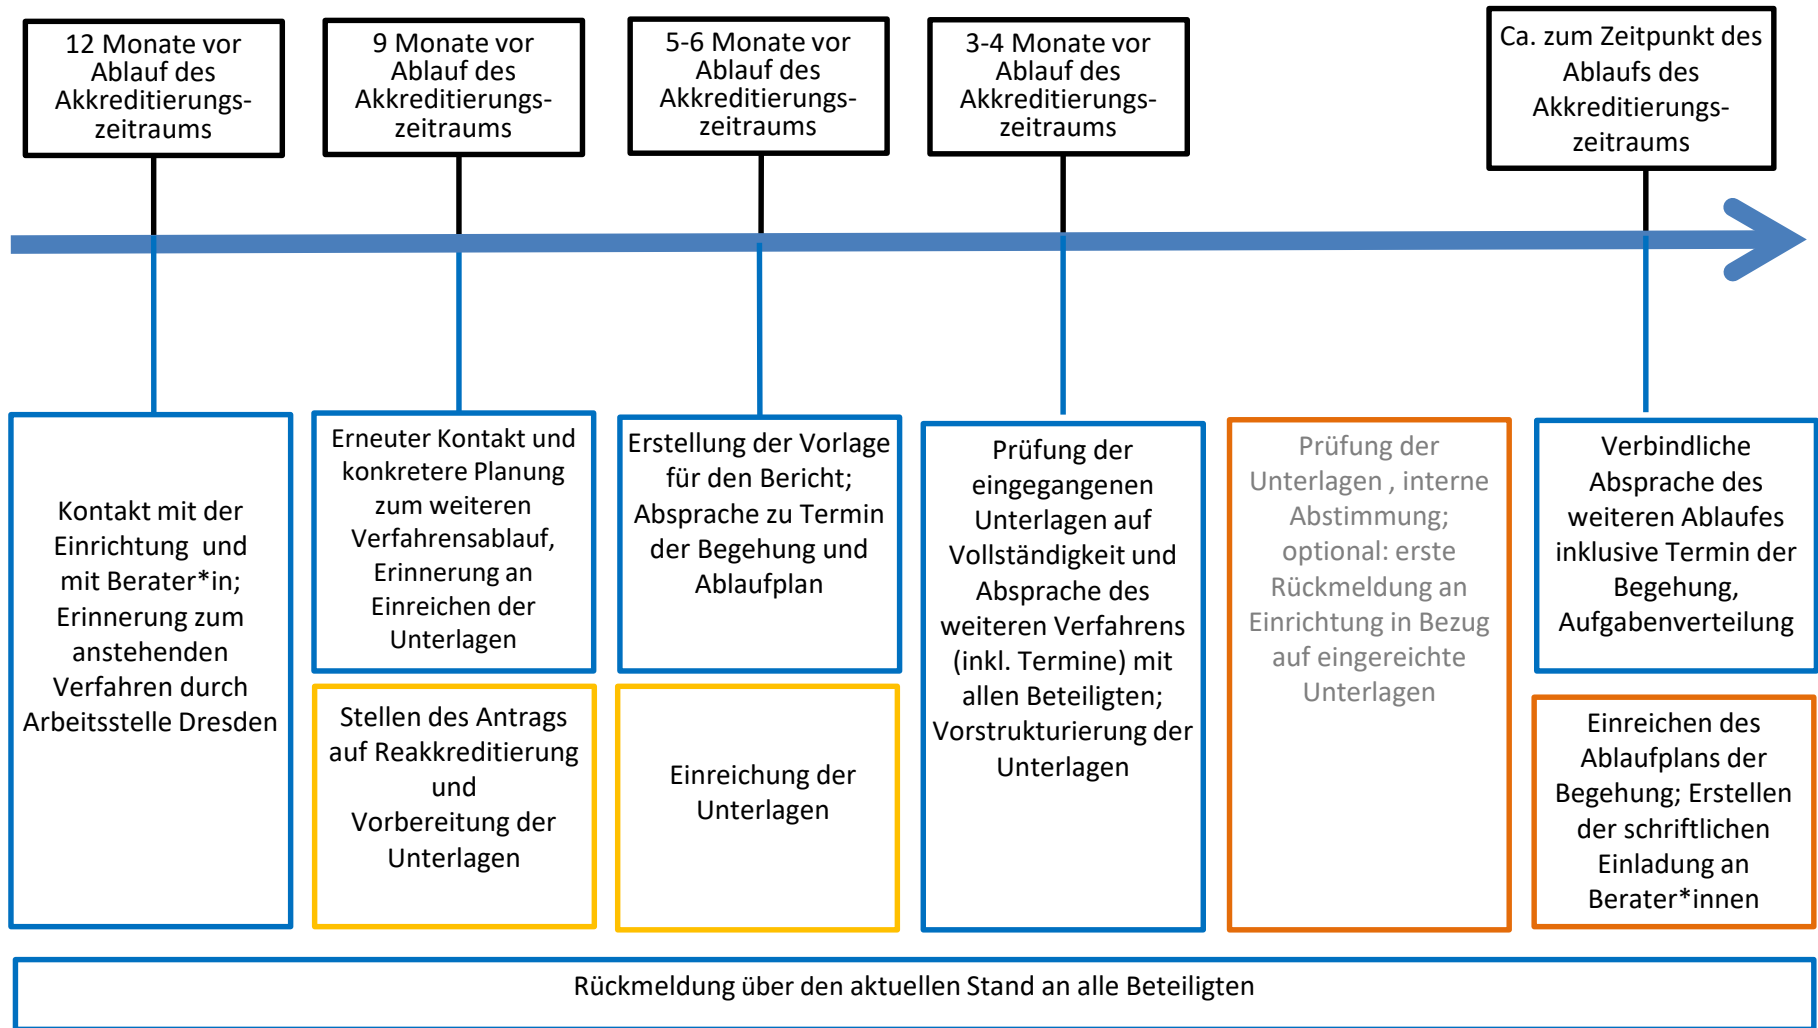 12 Monate vor
Ablauf des
Akkreditierungs-
zeitraums
9 Monate vor
Ablauf des
Akkreditierungs-
zeitraums
5-6 Monate vor
Ablauf des
Akkreditierungs-
zeitraums
3-4 Monate vor
Ablauf des
Akkreditierungs-
zeitraums
Ca. zum Zeitpunkt des
Ablaufs des
Akkreditierungs-
zeitraums
Kontakt mit der
Einrichtung und
mit Berater*in;
Erinnerung zum
anstehenden
Verfahren durch
Arbeitsstelle Dresden
Erneuter Kontakt und
konkretere Planung
zum weiteren
Verfahrensablauf,
Erinnerung an
Einreichen der
Unterlagen
Stellen des Antrags
auf Reakkreditierung
und
Vorbereitung der
Unterlagen
Erstellung der Vorlage
für den Bericht;
Absprache zu Termin
der Begehung und
Ablaufplan
Einreichung der
Unterlagen
Prüfung der
eingegangenen
Unterlagen auf
Vollständigkeit und
Absprache des
weiteren Verfahrens
(inkl. Termine) mit
allen Beteiligten;
Vorstrukturierung der
Unterlagen
Prüfung der
Unterlagen , interne
Abstimmung;
optional: erste
Rückmeldung an
Einrichtung in Bezug
auf eingereichte
Unterlagen
Verbindliche
Absprache des
weiteren Ablaufes
inklusive Termin der
Begehung,
Aufgabenverteilung
Einreichen des
Ablaufplans der
Begehung; Erstellen
der schriftlichen
Einladung an
Berater*innen
Rückmeldung über den aktuellen Stand an alle Beteiligten